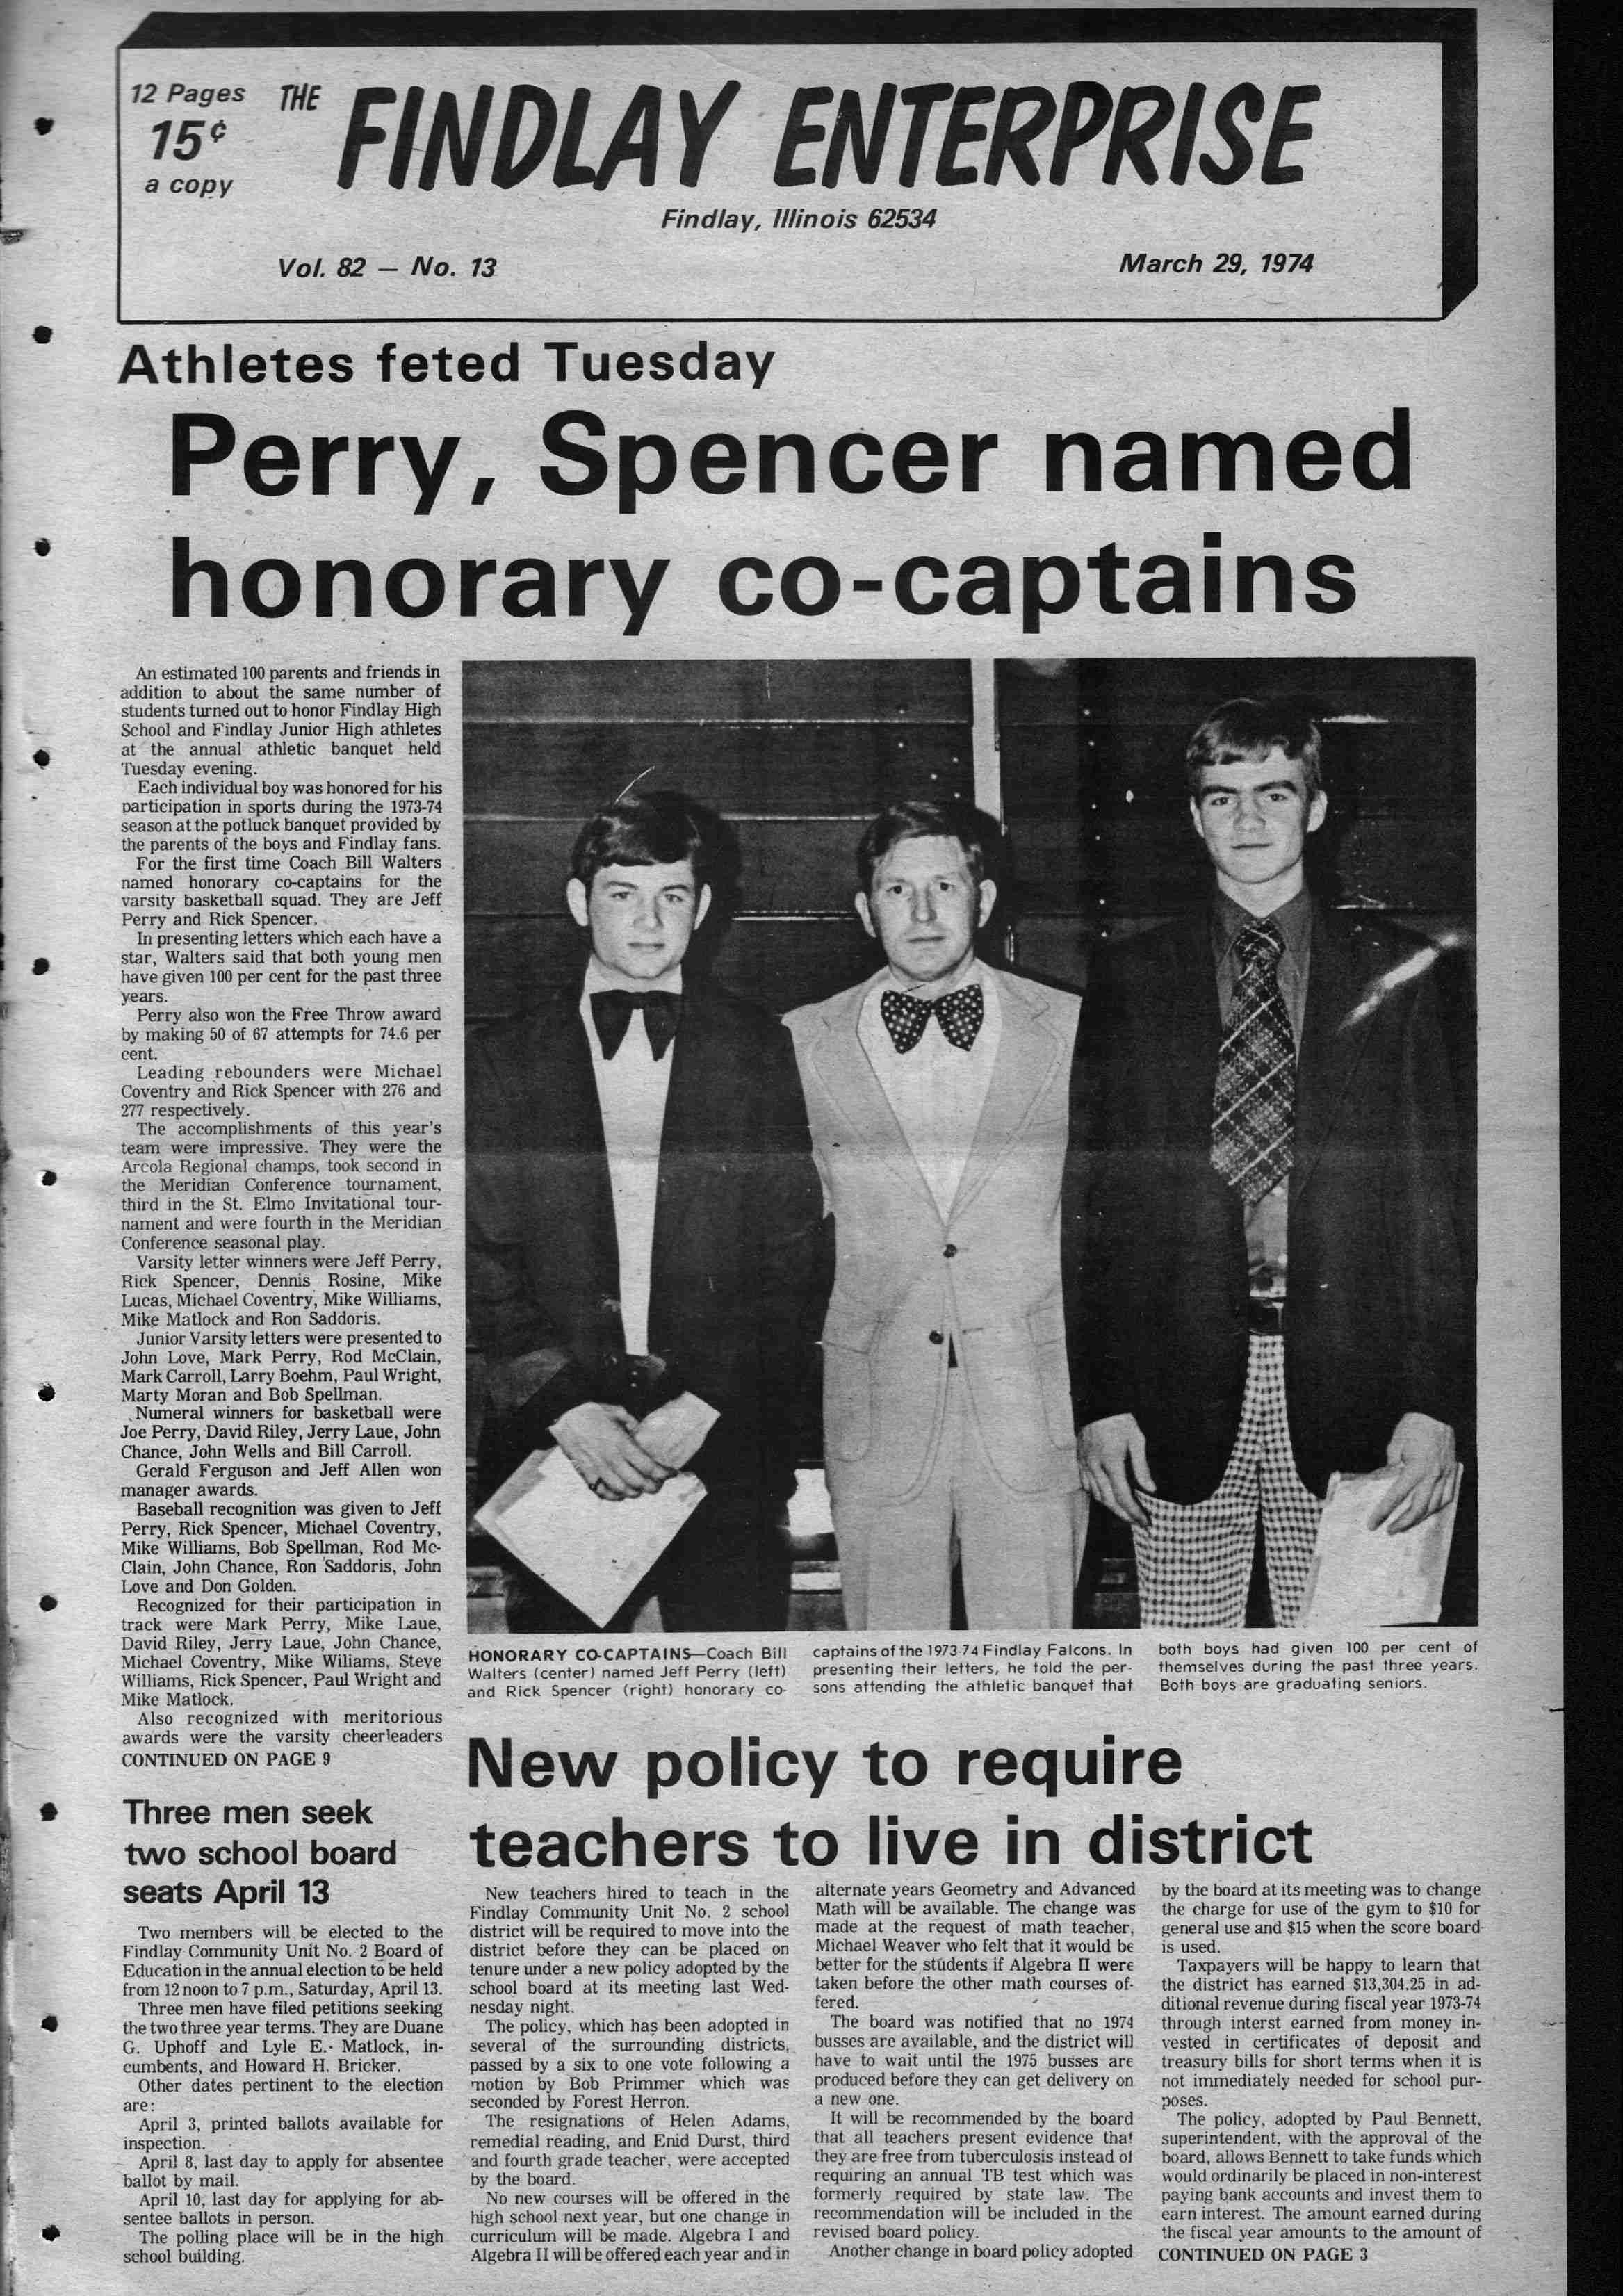 12 Pages
15¢
a copy
THE FINDLAY ENTERPRISE
Findlay, Illinois 62534
Vol. 82 — No. 13
March 29, 1974
Athletes feted Tuesday
Perry, Spencer named
honorary co-captains
An estimated 100 parents and friends in
addition to about the same number of
students turned out to honor Findlay High
School and Findlay Junior High athletes
at the annual athletic banquet held
Tuesday evening.
Each individual boy was honored for his
participation in sports during the 1973-74
season at the potluck banquet provided by
the parents of the boys and Findlay fans.
For the first time Coach Bill Walters
named honorary co-captains for the
varsity basketball squad. They are Jeff
Perry and Rick Spencer.
In presenting letters which each have a
star, Walters said that both young men
have given 100 per cent for the past three
years.
Perry also won the Free Throw award
by making 50 of 67 attempts for 74.6 per
cent.
Leading rebounders were Michael
Coventry and Rick Spencer with 276 and
277 respectively.
The accomplishments of this year's
team were impressive. They were the
Arcola Regional champs, took second in
the Meridian Conference tournament,
third in the St. Elmo Invitational tour-
nament and were fourth in the Meridian
Conference seasonal play.
Varsity letter winners were Jeff Perry,
Rick Spencer, Dennis Rosine, Mike
Lucas, Michael Coventry, Mike Williams,
Mike Matlock and Ron Saddoris.
Junior Varsity letters were presented to
John Love, Mark Perry, Rod McClain,
Mark Carroll, Larry Boehm, Paul Wright,
Marty Moran and Bob Spellman.
Numeral winners for basketball were
Joe Perry, David Riley, Jerry Laue, John
Chance, John Wells and Bill Carroll.
Gerald Ferguson and Jeff Allen won
manager awards.
Baseball recognition was given to Jeff
Perry, Rick Spencer, Michael Coventry,
Mike Williams, Bob Spellman, Rod Mc-
Clain, John Chance, Ron Saddoris, John
Love and Don Golden.
Recognized for their participation in
track were Mark Perry, Mike Laue,
David Riley, Jerry Laue, John Chance,
Michael Coventry, Mike Wiliams, Steve
Williams, Rick Spencer, Paul Wright and
Mike Matlock.
Also recognized with meritorious
awards were the varsity cheerleaders
CONTINUED ON PAGE 9
HONORARY CO-CAPTAINS—Coach Bill
Walters (center) named Jeff Perry (left)
and Rick Spencer (right) honorary co-
captains of the 1973-74 Findlay Falcons. In
presenting their letters, he told the per-
sons attending the athletic banquet that
both boys had given 100 per cent of
themselves during the past three years.
Both boys are graduating seniors.
Three men seek
two school board
seats April 13
Two members will be elected to the
Findlay Community Unit No. 2 Board of
Education in the annual election to be held
from 12 noon to 7 p.m., Saturday, April 13.
Three men have filed petitions seeking
the two three year terms. They are Duane
G. Uphoff and Lyle E. Matlock, in-
cumbents, and Howard H. Bricker.
Other dates pertinent to the election
are:
April 3, printed ballots available for
inspection.
April 8, last day to apply for absentee
ballot by mail.
April 10, last day for applying for ab-
sentee ballots in person.
The polling place will be in the high
school building.
New policy to require
teachers to live in district
New teachers hired to teach in the
Findlay Community Unit No. 2 school
district will be required to move into the
district before they can be placed on
tenure under a new policy adopted by the
school board at its meeting last Wed-
nesday night.
The policy, which has been adopted in
several of the surrounding districts,
passed by a six to one vote following a
motion by Bob Primmer which was
seconded by Forest Herron.
The resignations of Helen Adams,
remedial reading, and Enid Durst, third
and fourth grade teacher, were accepted
by the board.
No new courses will be offered in the
high school next year, but one change in
curriculum will be made. Algebra I and
Algebra II will be offered each year and in
alternate years Geometry and Advanced
Math will be available. The change was
made at the request of math teacher,
Michael Weaver who felt that it would be
better for the students if Algebra II were
taken before the other math courses of-
fered.
The board was notified that no 1974
busses are available, and the district will
have to wait until the 1975 busses are
produced before they can get delivery on
a new one.
It will be recommended by the board
that all teachers present evidence that
they are free from tuberculosis instead of
requiring an annual TB test which was
formerly required by state law. The
recommendation will be included in the
revised board policy.
Another change in board policy adopted
by the board at its meeting was to change
the charge for use of the gym to $10 for
general use and $15 when the score board
is used.
Taxpayers will be happy to learn that
the district has earned $13,304.25 in ad-
ditional revenue during fiscal year 1973-74
through interst earned from money in-
vested in certificates of deposit and
treasury bills for short terms when it is
not immediately needed for school pur-
poses.
The policy, adopted by Paul Bennett,
superintendent, with the approval of the
board, allows Bennett to take funds which
would ordinarily be placed in non-interest
paying bank accounts and invest them to
earn interest. The amount earned during
the fiscal year amounts to the amount of
CONTINUED ON PAGE 3